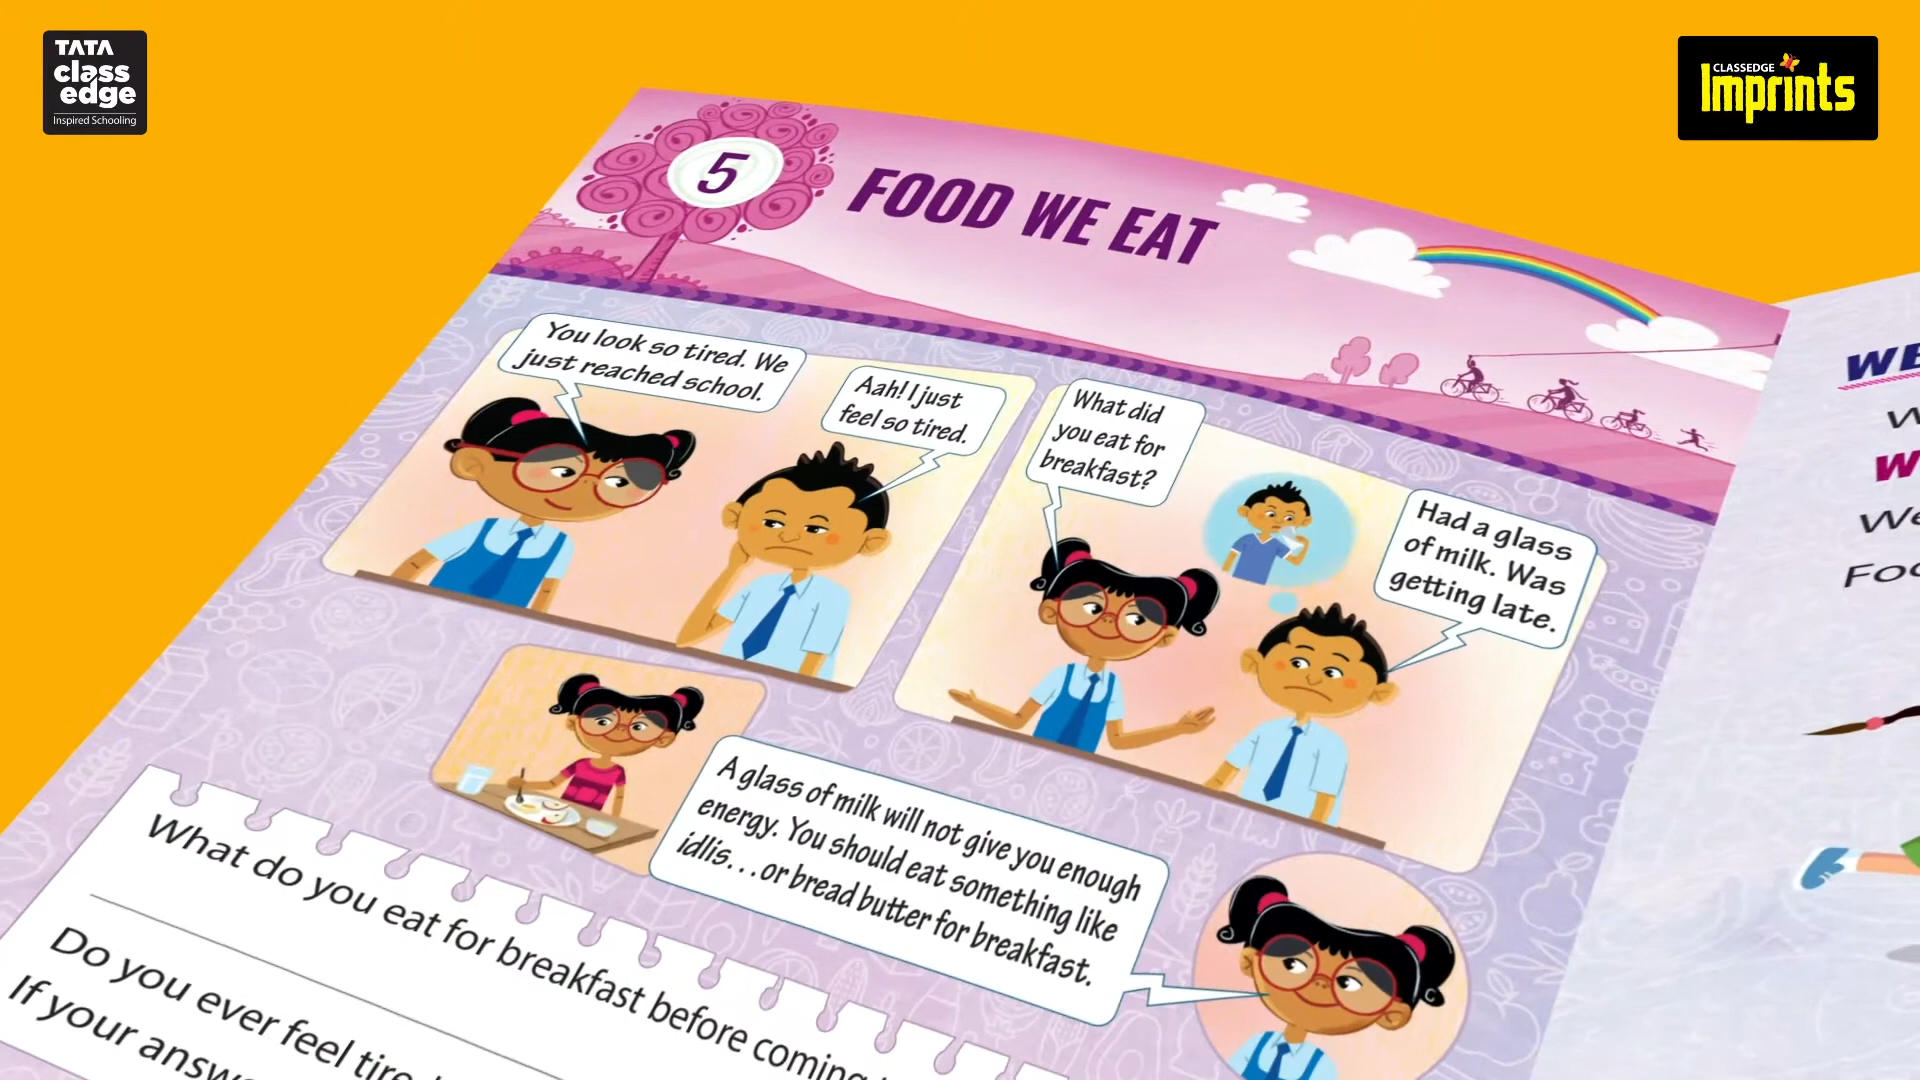 TATA
class
edge
Inspired Schooling
CLASSEDGE
Imprints
5
FOOD WE EAT
You look so tired. We
just reached school.
Aah! I just
feel so tired.
What did
you eat for
breakfast?
Had a glass
of milk. Was
getting late.
A glass of milk will not give you enough
energy. You should eat something like
idlis. . . or bread butter for breakfast.
What do you eat for breakfast before coming
Do you ever feel
If your
WE
We